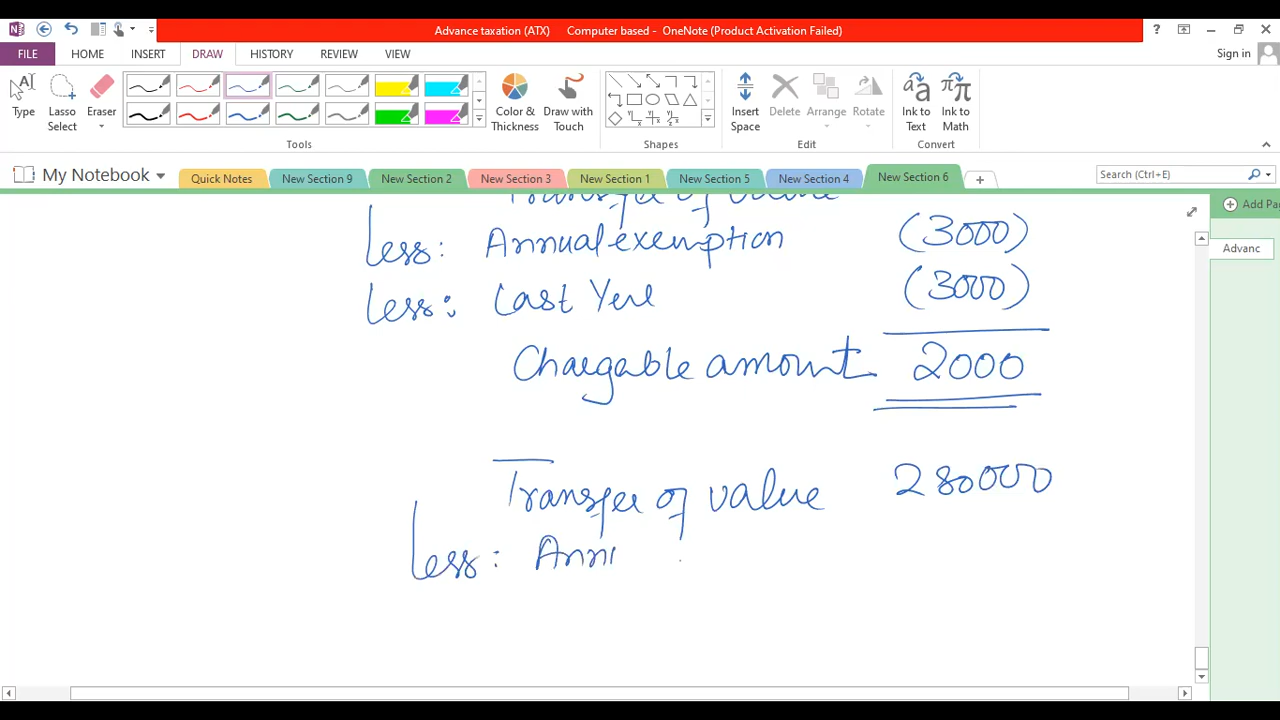 Advance taxation (ATX) Computer based - OneNote (Product Activation Failed)
Sign in
FILE HOME INSERT DRAW HISTORY REVIEW VIEW
Type
Lasso Select
Eraser
Color & Thickness
Draw with Touch
Insert Space
Delete
Arrange
Rotate
Ink to Text
Ink to Math
Tools Shapes Edit Convert
My Notebook Quick Notes New Section 9 New Section 2 New Section 3 New Section 1 New Section 5 New Section 4 New Section 6
Search (Ctrl+E)
Add Pag
Advanc
Transfer of value
less: Annual exemption (3000)
less: Last Year (3000)
Chargable amount 2000
Transfer of value 280000
less: Ann